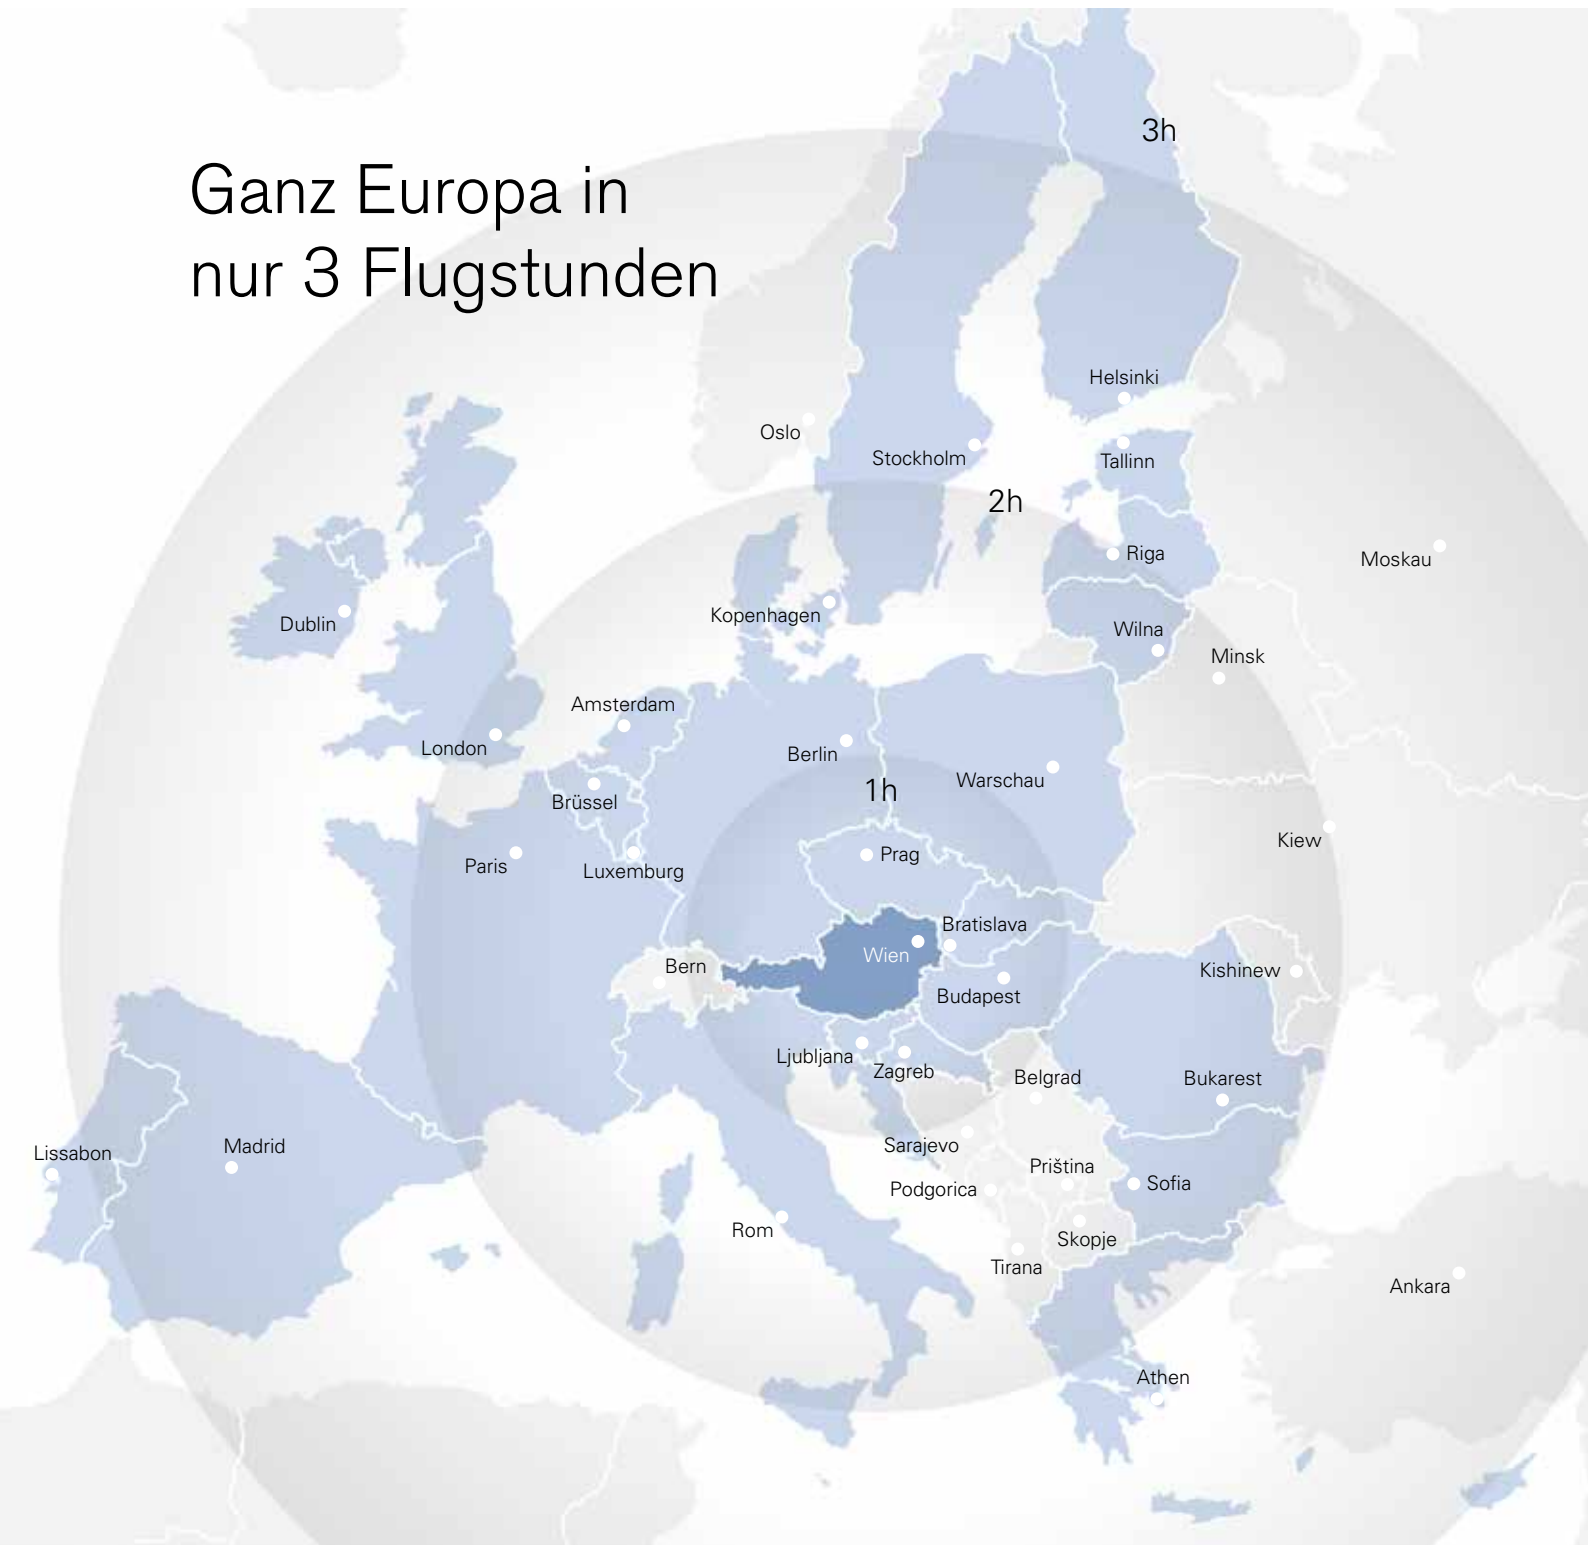 Ganz Europa in
nur 3 Flugstunden
3h
Helsinki
Oslo
Stockholm
Tallinn
2h
Riga
Moskau
Dublin
Kopenhagen
Wilna
Minsk
Amsterdam
London
Berlin
1h
Warschau
Brüssel
Kiew
Paris
Luxemburg
Prag
Bratislava
Wien
Bern
Kishinew
Budapest
Ljubljana
Zagreb
Belgrad
Bukarest
Lissabon
Madrid
Sarajevo
Priština
Sofia
Podgorica
Rom
Skopje
Tirana
Ankara
Athen